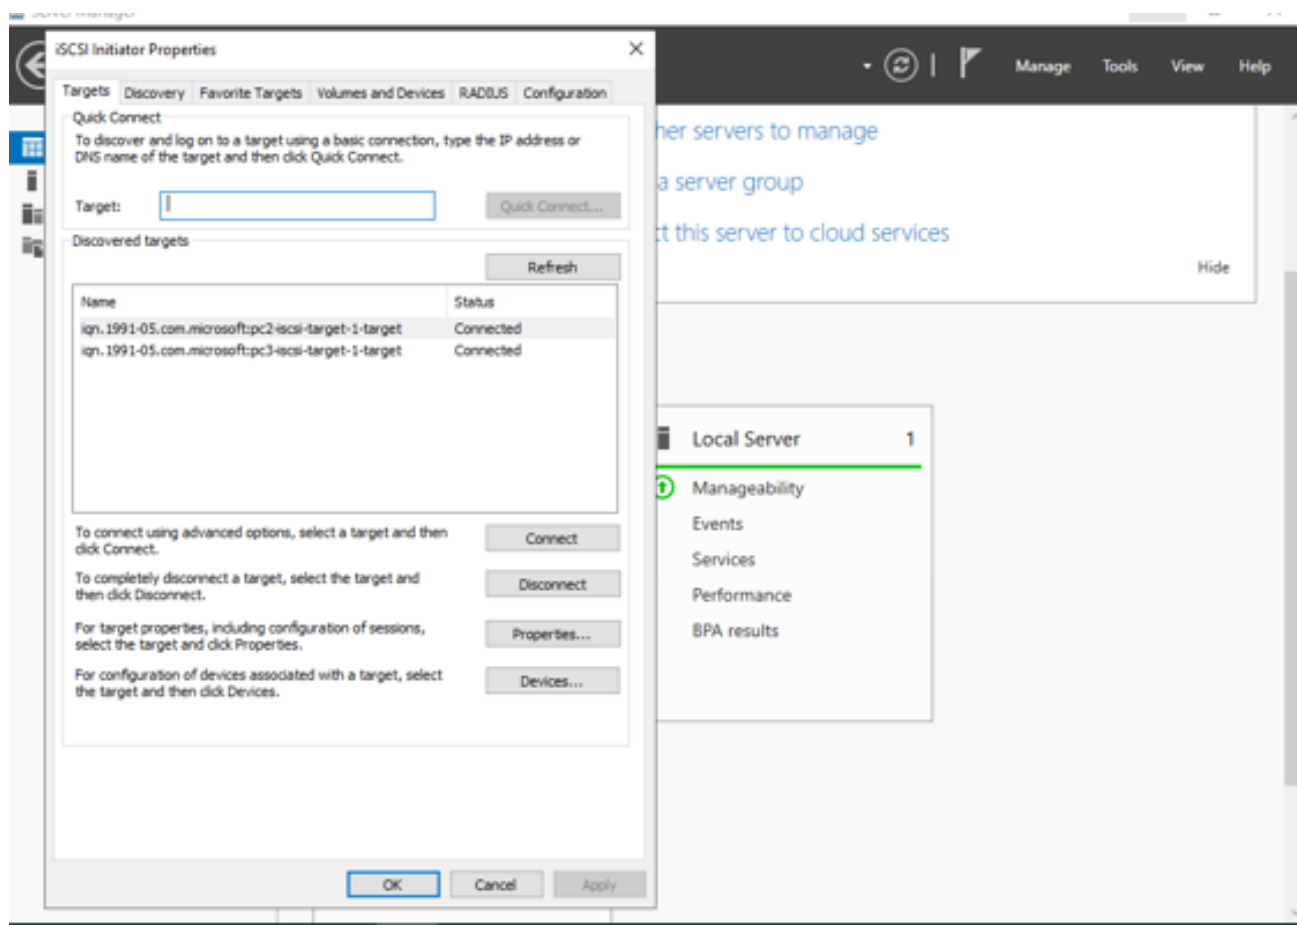 Server Manager
iSCSI Initiator Properties
Manage Tools View Help
Targets Discovery Favorite Targets Volumes and Devices RADIUS Configuration
Quick Connect
To discover and log on to a target using a basic connection, type the IP address or
DNS name of the target and then click Quick Connect.
Target:
Quick Connect...
Discovered targets
Refresh
Name Status
iqn.1991-05.com.microsoft:pc2-iscsi-target-1-target Connected
iqn.1991-05.com.microsoft:pc3-iscsi-target-1-target Connected
To connect using advanced options, select a target and then
click Connect.
Connect
To completely disconnect a target, select the target and
then click Disconnect.
Disconnect
For target properties, including configuration of sessions,
select the target and click Properties.
Properties...
For configuration of devices associated with a target, select
the target and then click Devices.
Devices...
OK Cancel Apply
her servers to manage
a server group
ct this server to cloud services
Hide
Local Server 1
Manageability
Events
Services
Performance
BPA results